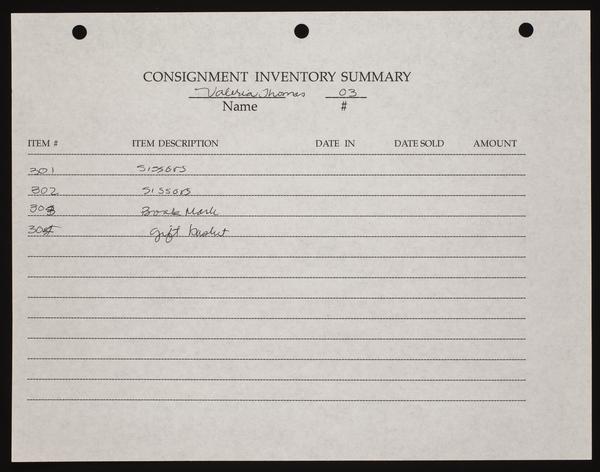 CONSIGNMENT INVENTORY SUMMARY
Valeria Thomas 03
Name #
ITEM # ITEM DESCRIPTION DATE IN DATE SOLD AMOUNT
301 Sissors
302 Sissors
303 Book Mark
304 gift basket